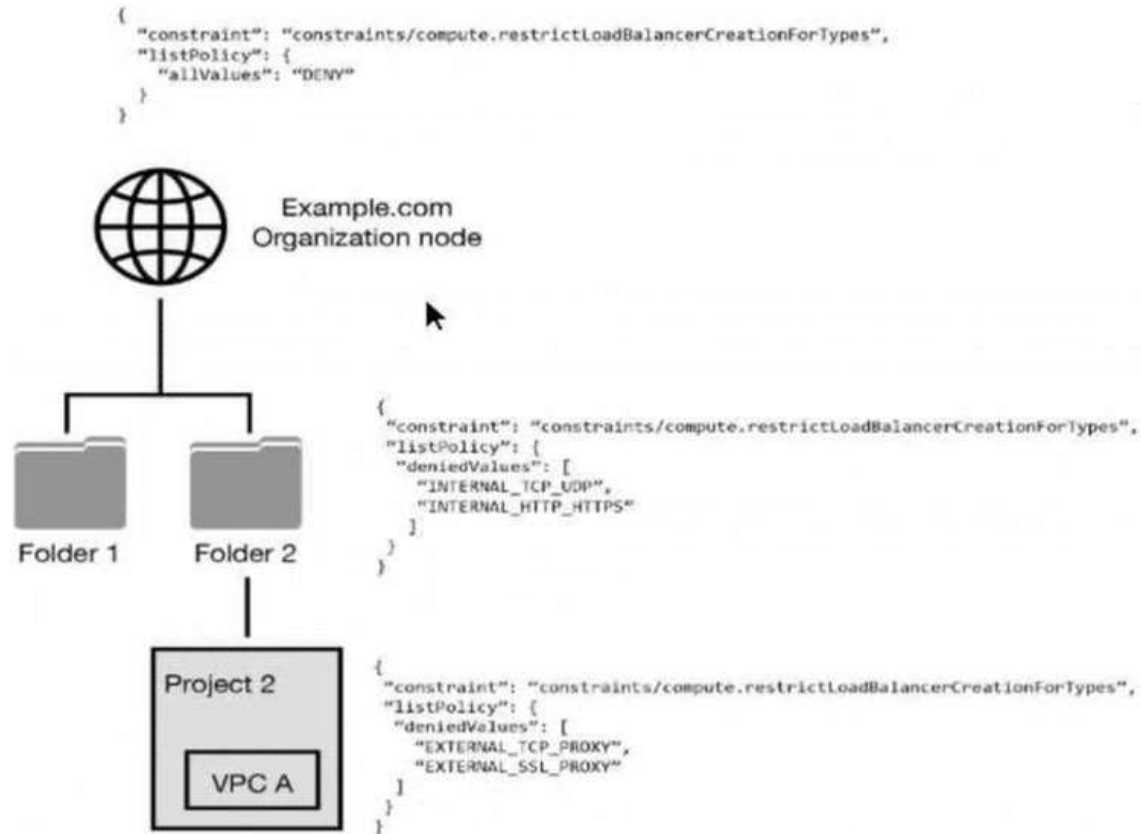 {
"constraint": “constraints/compute.restrictLoadBalancerCreationForTypes”,
"listPolicy": {
"allValues": “DENY”
}
}
Example.com
Organization node
{
"constraint": “constraints/compute.restrictLoadBalancerCreationForTypes”,
"listPolicy": {
"deniedValues": [
"INTERNAL_TCP_UDP”,
"INTERNAL_HTTP_HTTPS”
]
}
}
Folder 1
Folder 2
Project 2
VPC A
{
"constraint": “constraints/compute.restrictLoadBalancerCreationForTypes”,
"listPolicy": {
"deniedValues": [
"EXTERNAL_TCP_PROXY”,
"EXTERNAL_SSL_PROXY”
]
}
}